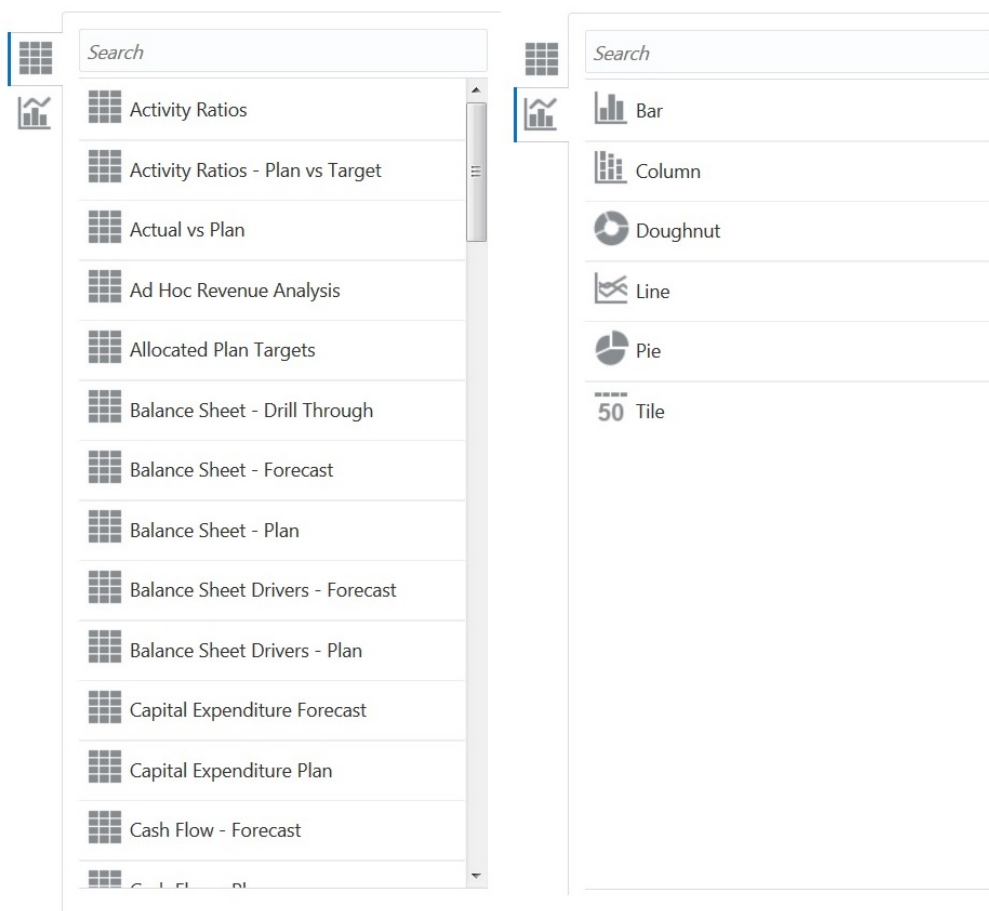 Search
Activity Ratios
Activity Ratios - Plan vs Target
Actual vs Plan
Ad Hoc Revenue Analysis
Allocated Plan Targets
Balance Sheet - Drill Through
Balance Sheet - Forecast
Balance Sheet - Plan
Balance Sheet Drivers - Forecast
Balance Sheet Drivers - Plan
Capital Expenditure Forecast
Capital Expenditure Plan
Cash Flow - Forecast
Search
Bar
Column
Doughnut
Line
Pie
50 Tile